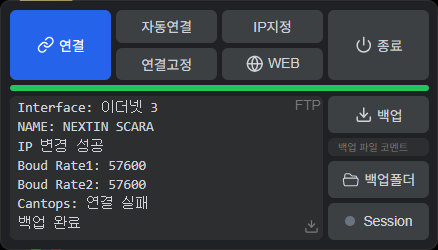 연결
자동연결
IP지정
종료
연결고정
WEB
Interface: 이더넷 3
NAME: NEXTIN SCARA
IP 변경 성공
Boud Rate1: 57600
Boud Rate2: 57600
Cantops: 연결 실패
백업 완료
FTP
백업
백업 파일 코멘트
백업폴더
Session